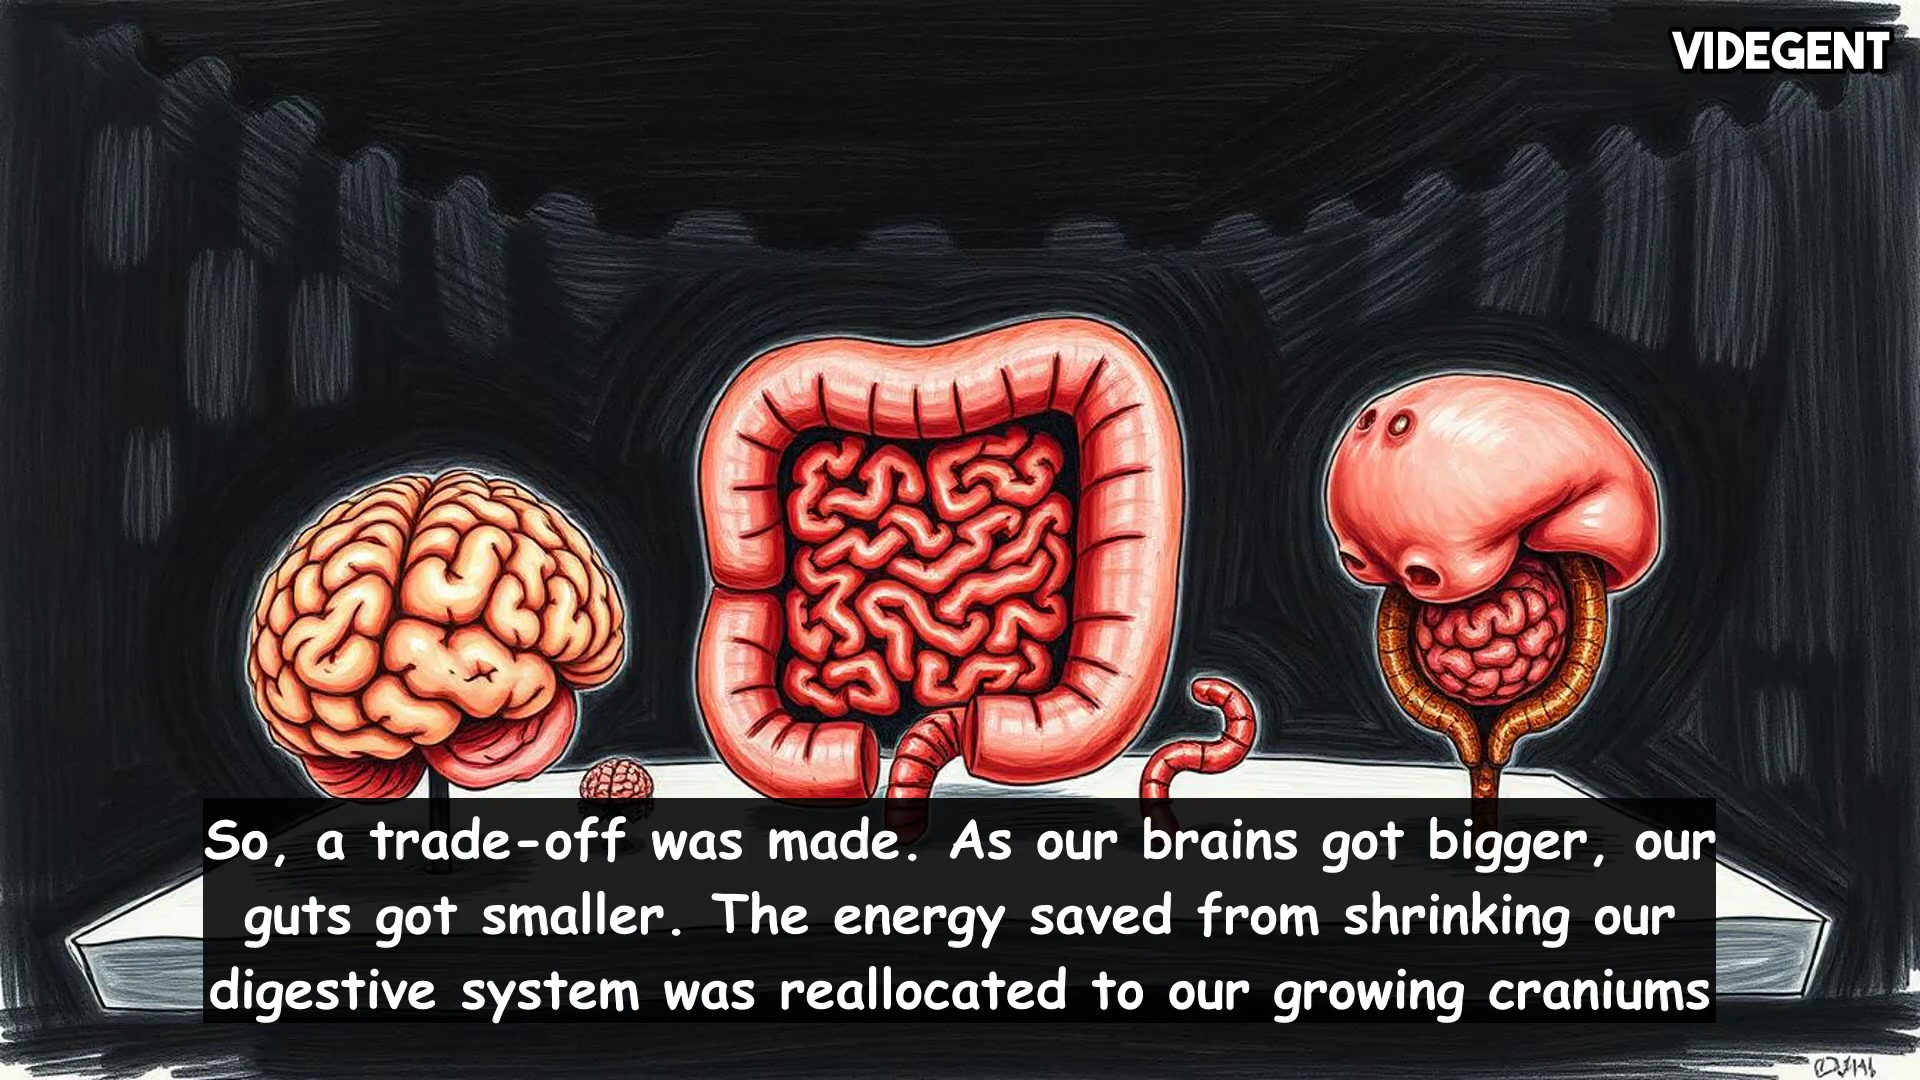 VIDEGENT
So, a trade-off was made. As our brains got bigger, our
guts got smaller. The energy saved from shrinking our
digestive system was reallocated to our growing craniums